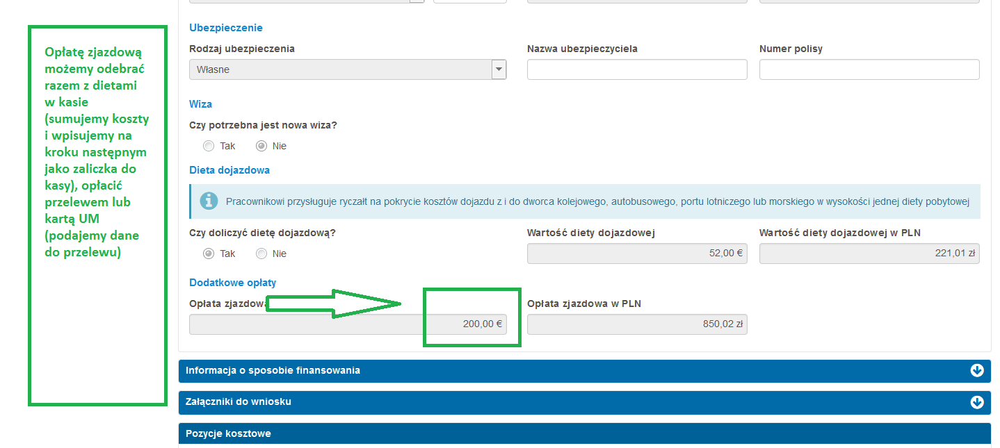 Opłatę zjazdową
możemy odebrać
razem z dietami
w kasie
(sumujemy koszty
i wpisujemy na
kroku następnym
jako zaliczka do
kasy), opłacić
przelewem lub
kartą UM
(podajemy dane
do przelewu)
Ubezpieczenie
Rodzaj ubezpieczenia
Nazwa ubezpieczyciela
Numer polisy
Własne
Wiza
Czy potrzebna jest nowa wiza?
Tak
Nie
Dieta dojazdowa
Pracownikowi przysługuje ryczałt na pokrycie kosztów dojazdu z i do dworca kolejowego, autobusowego, portu lotniczego lub morskiego w wysokości jednej diety pobytowej
Czy doliczyć dietę dojazdową?
Wartość diety dojazdowej
Wartość diety dojazdowej w PLN
Tak
Nie
52,00 €
221,01 zł
Dodatkowe opłaty
Opłata zjazdowa
Opłata zjazdowa w PLN
200,00 €
850,02 zł
Informacja o sposobie finansowania
Załączniki do wniosku
Pozycje kosztowe